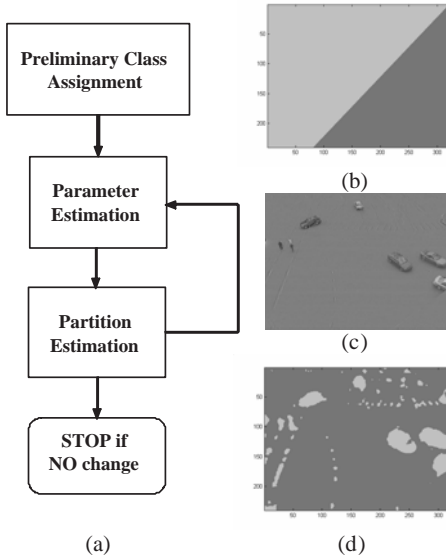 Preliminary Class
Assignment
Parameter
Estimation
Partition
Estimation
STOP if
NO change
(a)
50
100
150
200
50 100 150 200 250 300
(b)
(c)
50
100
150
200
50 100 150 200 250 300
(d)